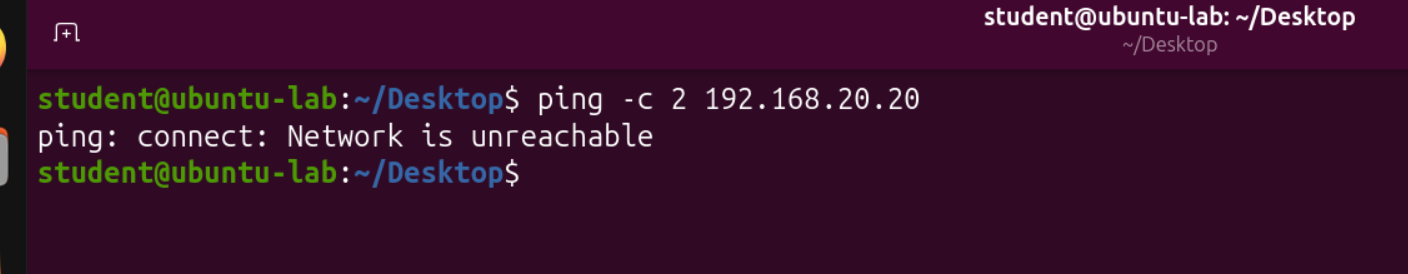 student@ubuntu-lab: ~/Desktop
~/Desktop
student@ubuntu-lab:~/Desktop$ ping -c 2 192.168.20.20
ping: connect: Network is unreachable
student@ubuntu-lab:~/Desktop$